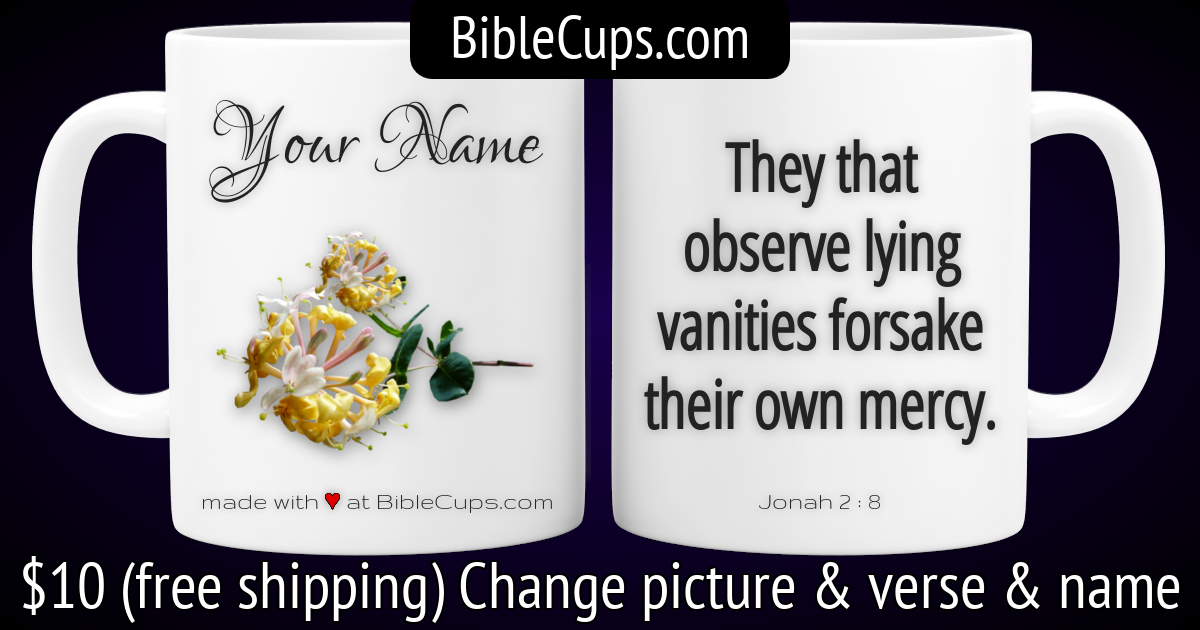 BibleCups.com
Your Name
made with ♥ at BibleCups.com
They that
observe lying
vanities forsake
their own mercy.
Jonah 2 : 8
$10 (free shipping) Change picture & verse & name